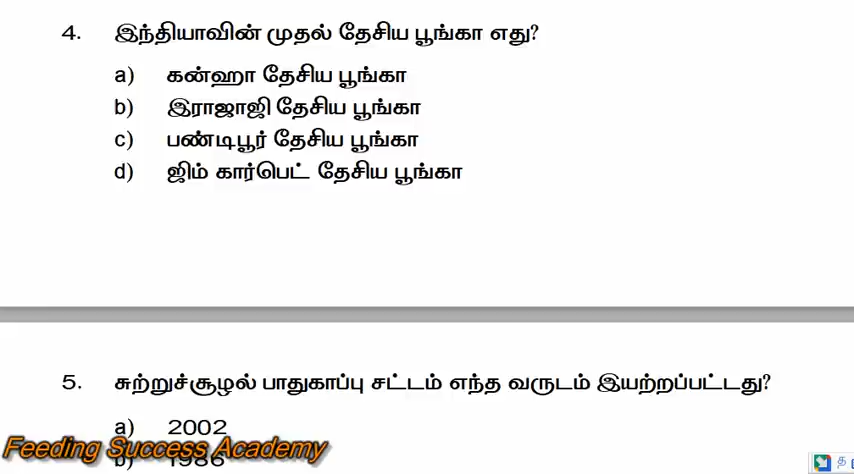 4. இந்தியாவின் முதல் தேசிய பூங்கா எது?
a) கன்ஹா தேசிய பூங்கா
b) இராஜாஜி தேசிய பூங்கா
c) பண்டிபூர் தேசிய பூங்கா
d) ஜிம் கார்பெட் தேசிய பூங்கா
5. சுற்றுச்சூழல் பாதுகாப்பு சட்டம் எந்த வருடம் இயற்றப்பட்டது?
a) 2002
Feeding Success Academy
b) 1986